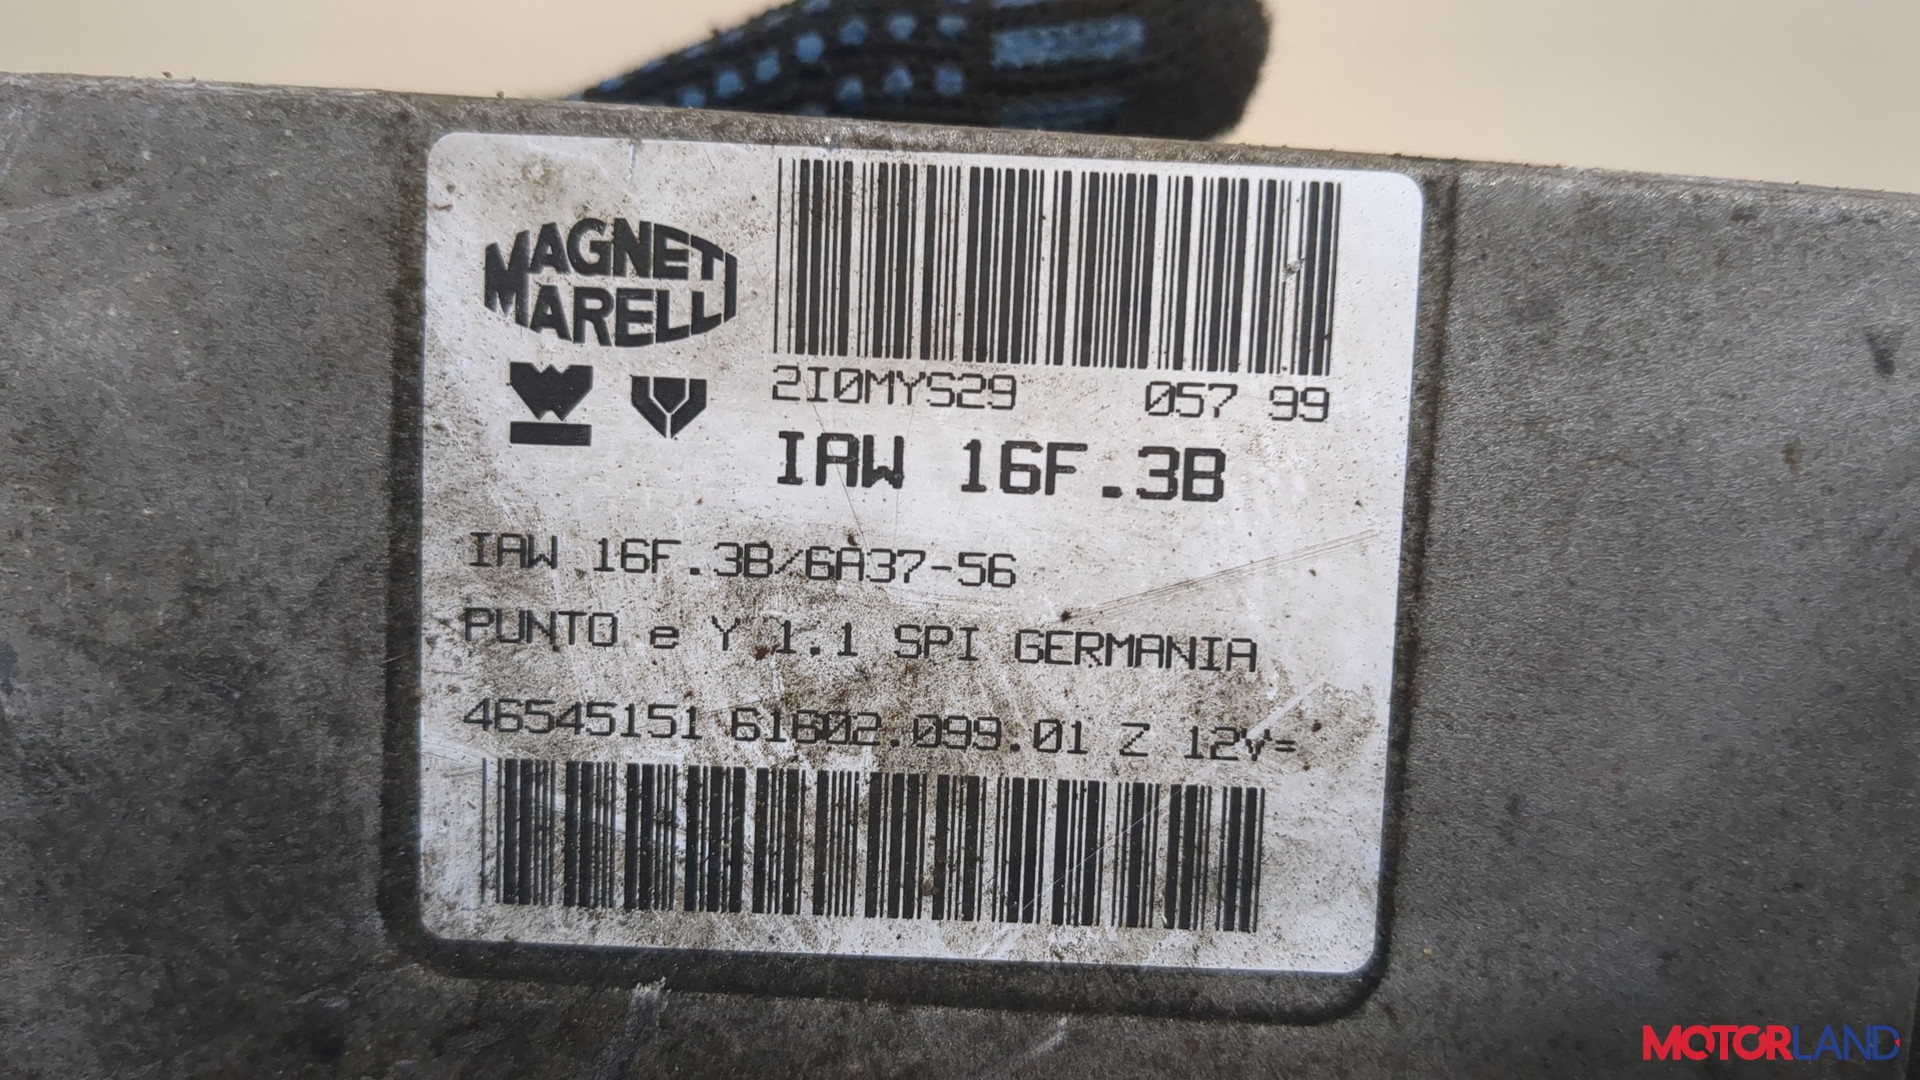 MAGNETI
MARELLI
2I0MYS29 057 99
IAW 16F.3B
IAW 16F.3B/6A37-56
PUNTO e Y 1.1 SPI GERMANIA
46545151 61602.099.01 Z 12V=
MOTORLAND